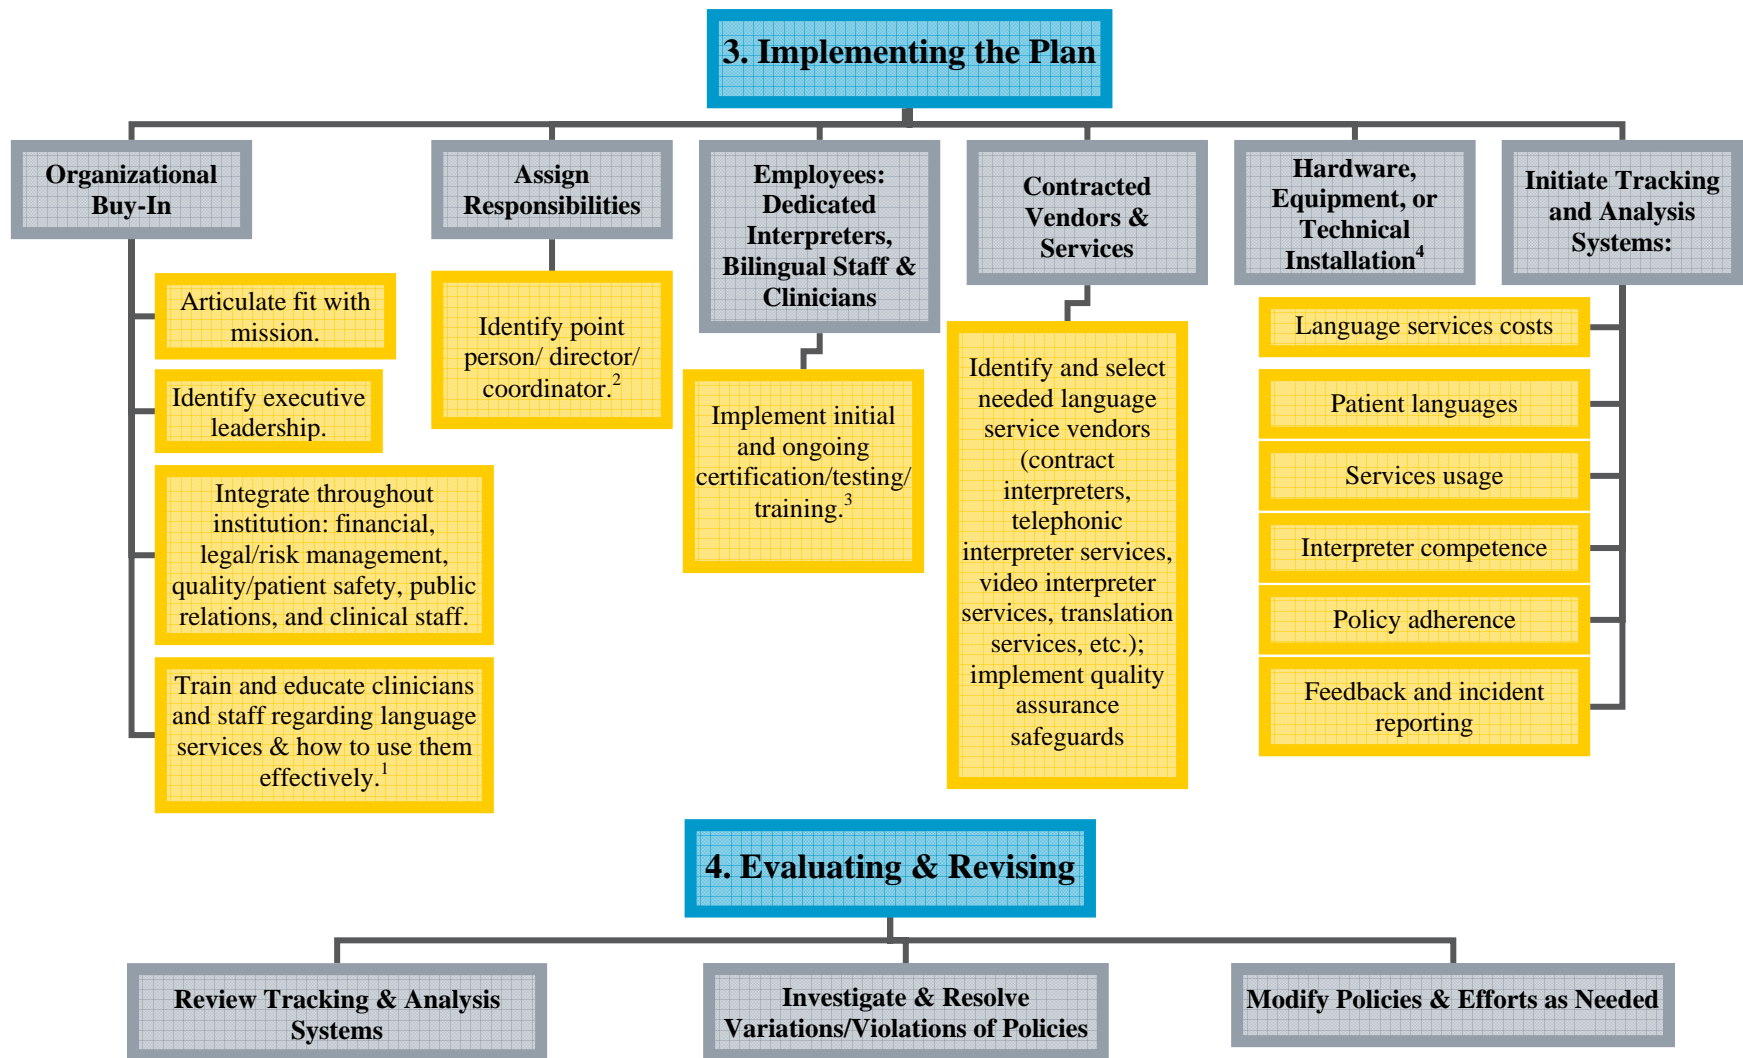 3. Implementing the Plan
Organizational
Buy-In
Articulate fit with
mission.
Identify executive
leadership.
Integrate throughout
institution: financial,
legal/risk management,
quality/patient safety, public
relations, and clinical staff.
Train and educate clinicians
and staff regarding language
services & how to use them
effectively.1
Assign
Responsibilities
Identify point
person/ director/
coordinator.2
Employees:
Dedicated
Interpreters,
Bilingual Staff &
Clinicians
Implement initial
and ongoing
certification/testing/
training.3
Contracted
Vendors &
Services
Identify and select
needed language
service vendors
(contract
interpreters,
telephonic
interpreter services,
video interpreter
services, translation
services, etc.);
implement quality
assurance
safeguards
Hardware,
Equipment, or
Technical
Installation4
Initiate Tracking
and Analysis
Systems:
Language services costs
Patient languages
Services usage
Interpreter competence
Policy adherence
Feedback and incident
reporting
4. Evaluating & Revising
Review Tracking & Analysis
Systems
Investigate & Resolve
Variations/Violations of Policies
Modify Policies & Efforts as Needed